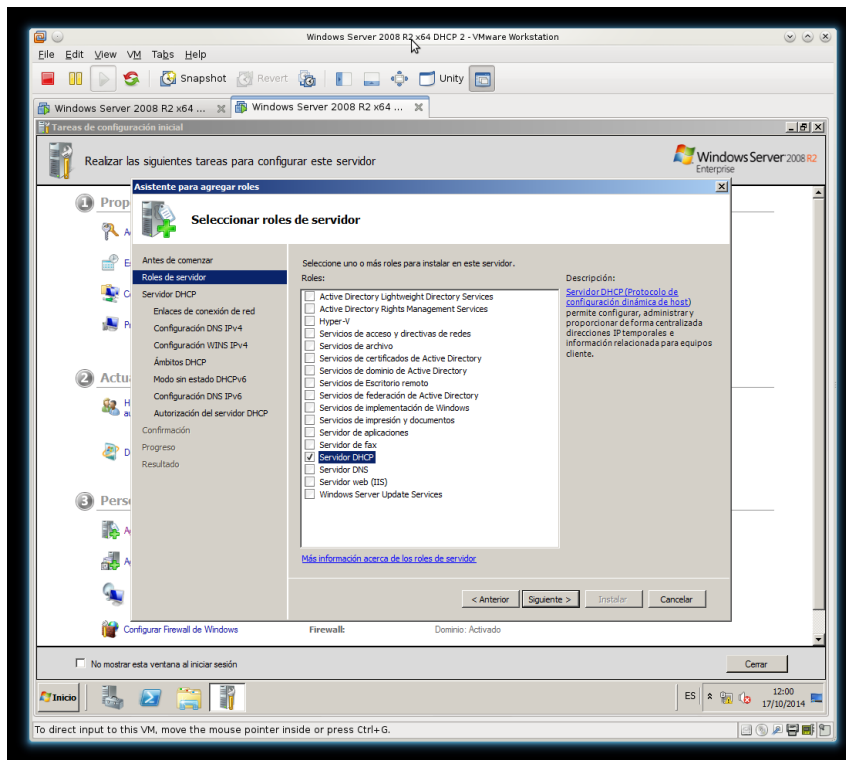 Windows Server 2008 R2 x64 DHCP 2 - VMware Workstation
File Edit View VM Tabs Help
Snapshot Revert Unity
Windows Server 2008 R2 x64 ... Windows Server 2008 R2 x64 ...
Tareas de configuración inicial
Realizar las siguientes tareas para configurar este servidor
Windows Server 2008 R2
Enterprise
1 Prop
Asistente para agregar roles
Seleccionar roles de servidor
Antes de comenzar
Roles de servidor
Servidor DHCP
Enlaces de conexión de red
Configuración DNS IPv4
Configuración WINS IPv4
Ámbitos DHCP
Modo sin estado DHCPv6
Configuración DNS IPv6
Autorización del servidor DHCP
Confirmación
Progreso
Resultado
Seleccione uno o más roles para instalar en este servidor.
Roles:
Active Directory Lightweight Directory Services
Active Directory Rights Management Services
Hyper-V
Servicios de acceso y directivas de redes
Servicios de archivo
Servicios de certificados de Active Directory
Servicios de dominio de Active Directory
Servicios de Escritorio remoto
Servicios de federación de Active Directory
Servicios de implementación de Windows
Servicios de impresión y documentos
Servidor de aplicaciones
Servidor de fax
Servidor DHCP
Servidor DNS
Servidor web (IIS)
Windows Server Update Services
Más información acerca de los roles de servidor
Descripción:
Servidor DHCP (Protocolo de
configuración dinámica de host)
permite configurar, administrar y
proporcionar de forma centralizada
direcciones IP temporales e
información relacionada para equipos
cliente.
< Anterior Siguiente > Instalar Cancelar
2 Actu
3 Pers
Configurar Firewall de Windows Firewall: Dominio: Activado
No mostrar esta ventana al iniciar sesión Cerrar
Inicio ES 12:00
17/10/2014
To direct input to this VM, move the mouse pointer inside or press Ctrl+G.